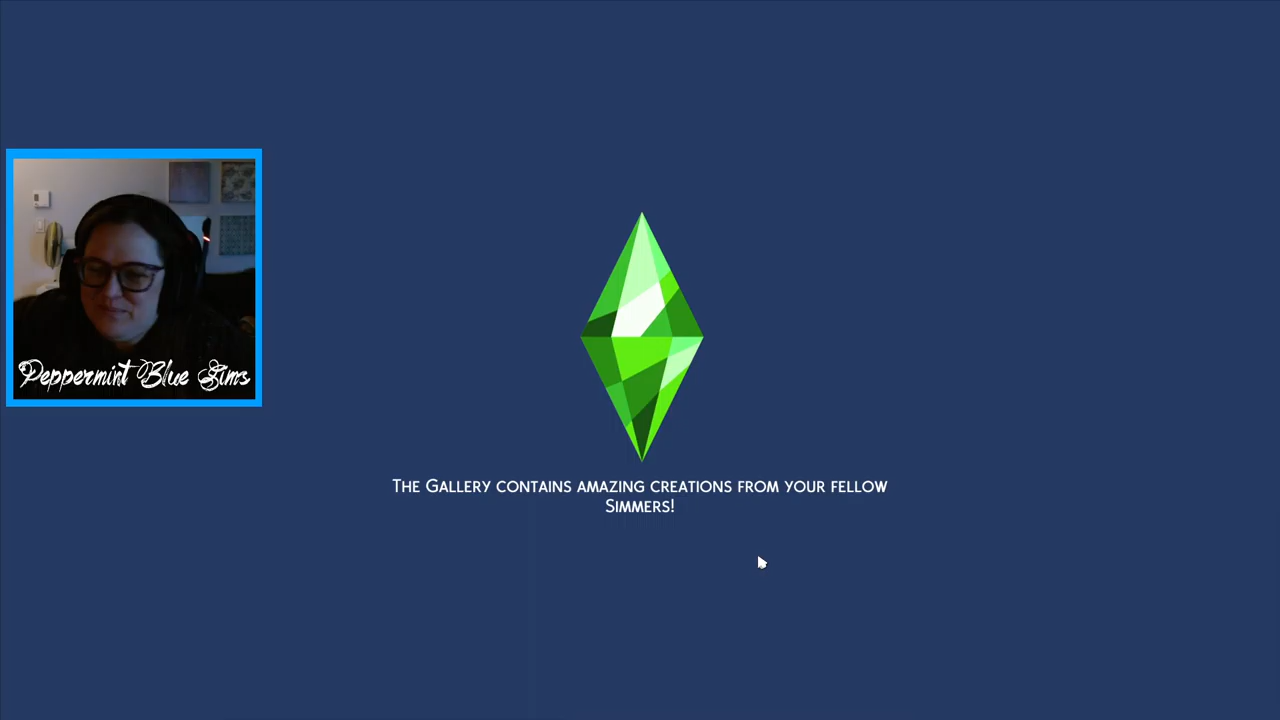 Peppermint Blue Sims
The Gallery contains amazing creations from your fellow
Simmers!